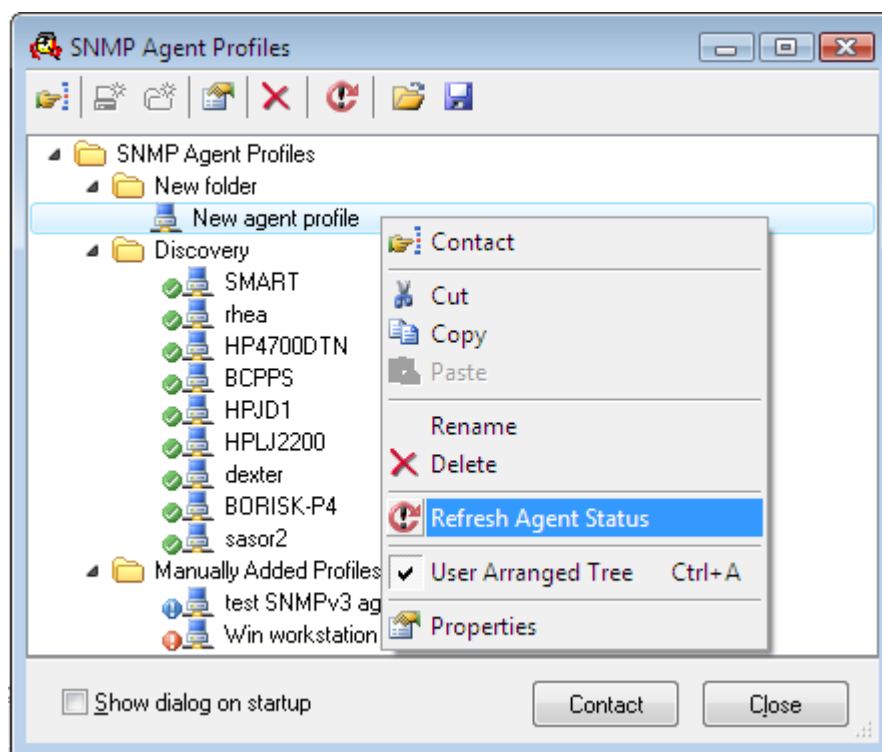 SNMP Agent Profiles
SNMP Agent Profiles
New folder
New agent profile
Contact
Discovery
SMART
Cut
rhea
Copy
HP4700DTN
Paste
BCPPS
HPJD1
Rename
HPLJ2200
Delete
dexter
BORISK-P4
Refresh Agent Status
sasor2
Manually Added Profiles
User Arranged Tree Ctrl+A
test SNMPv3 ag
Win workstation
Properties
Show dialog on startup
Contact
Close